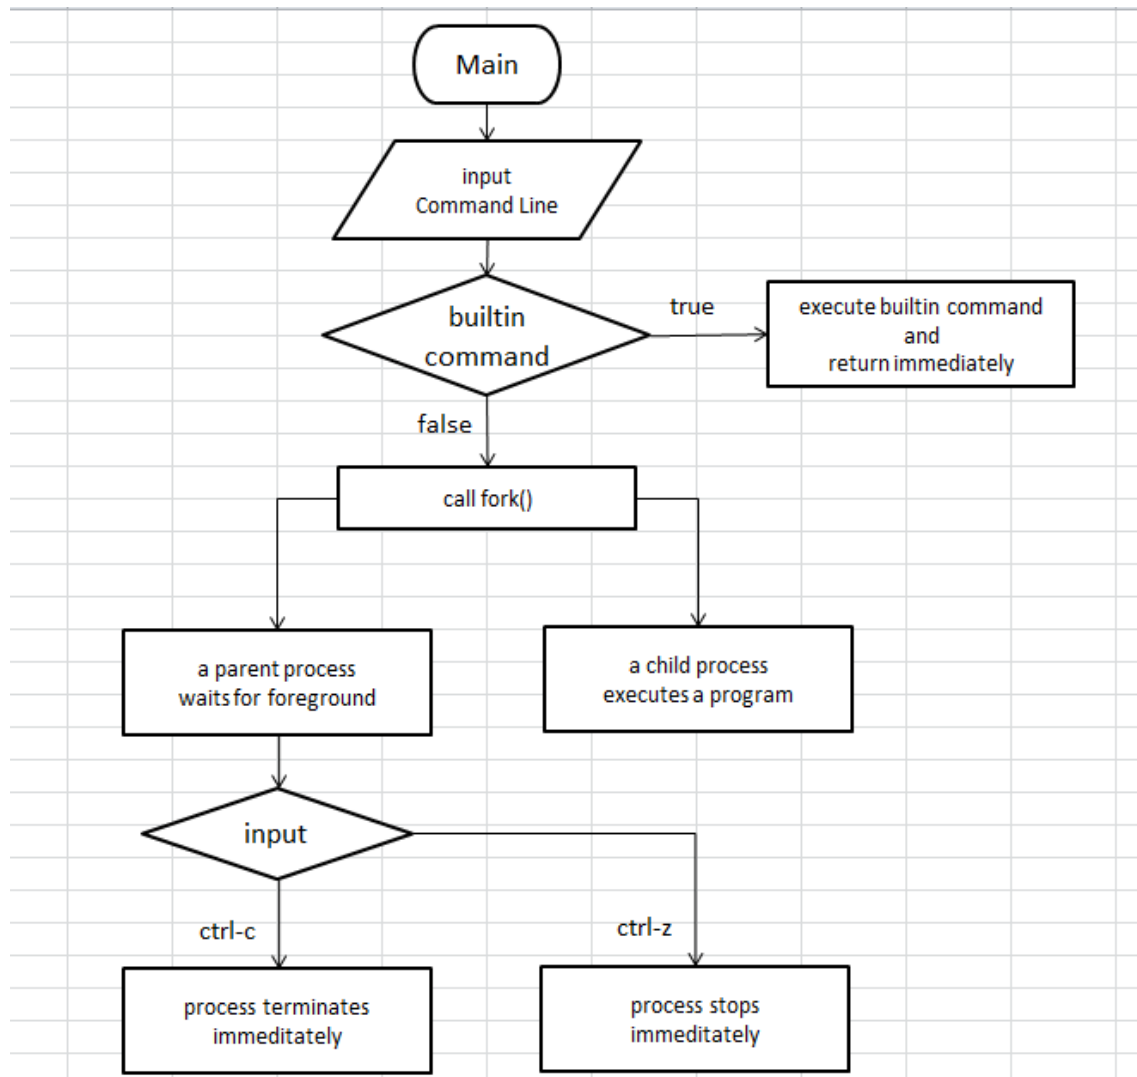 Main
input
Command Line
builtin
command
true
execute builtin command
and
return immediately
false
call fork()
a parent process
waits for foreground
a child process
executes a program
input
ctrl-c
ctrl-z
process terminates
immeditately
process stops
immeditately